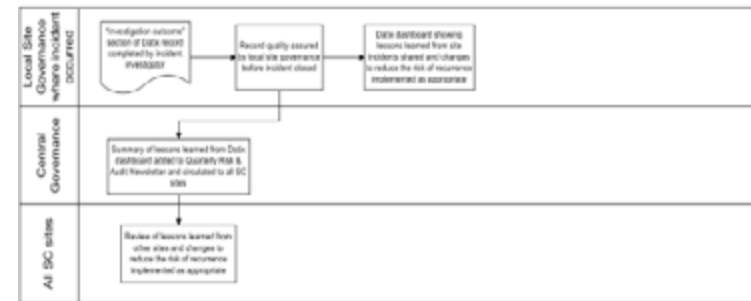 Local Site
Governance
where incident
occurred
"Investigation outcome"
section of Datix record
completed by incident
investigator
Record quality assured
by local site governance
before incident closed
Datix dashboard showing
lessons learned from site
incidents shared and changes
to reduce the risk of recurrence
implemented as appropriate
Central
Governance
Summary of lessons learned from Datix
dashboard added to Quarterly Risk &
Audit Newsletter and circulated to all SC
sites
All SC sites
Review of lessons learned from
other sites and changes to
reduce the risk of recurrence
implemented as appropriate